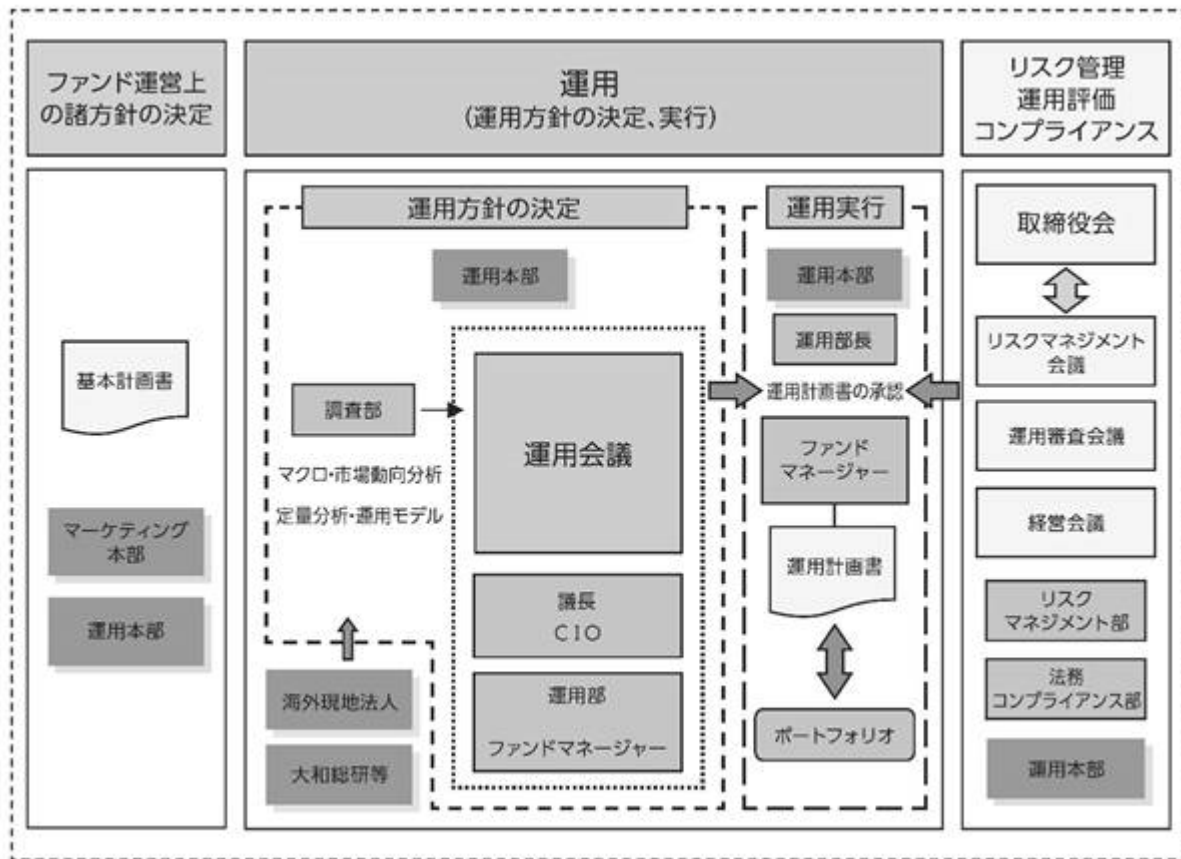 ファンド運営上
の諸方針の決定
運用
(運用方針の決定、実行)
リスク管理
運用評価
コンプライアンス
基本計画書
マーケティング
本部
運用本部
運用方針の決定
運用本部
調査部
マクロ・市場動向分析
定量分析・運用モデル
運用会議
議長
CIO
運用部
ファンドマネージャー
海外現地法人
大和総研等
運用実行
運用本部
運用部長
運用計画書の承認
ファンド
マネージャー
運用計画書
ポートフォリオ
取締役会
リスクマネジメント
会議
運用審査会議
経営会議
リスク
マネジメント部
法務
コンプライアンス部
運用本部